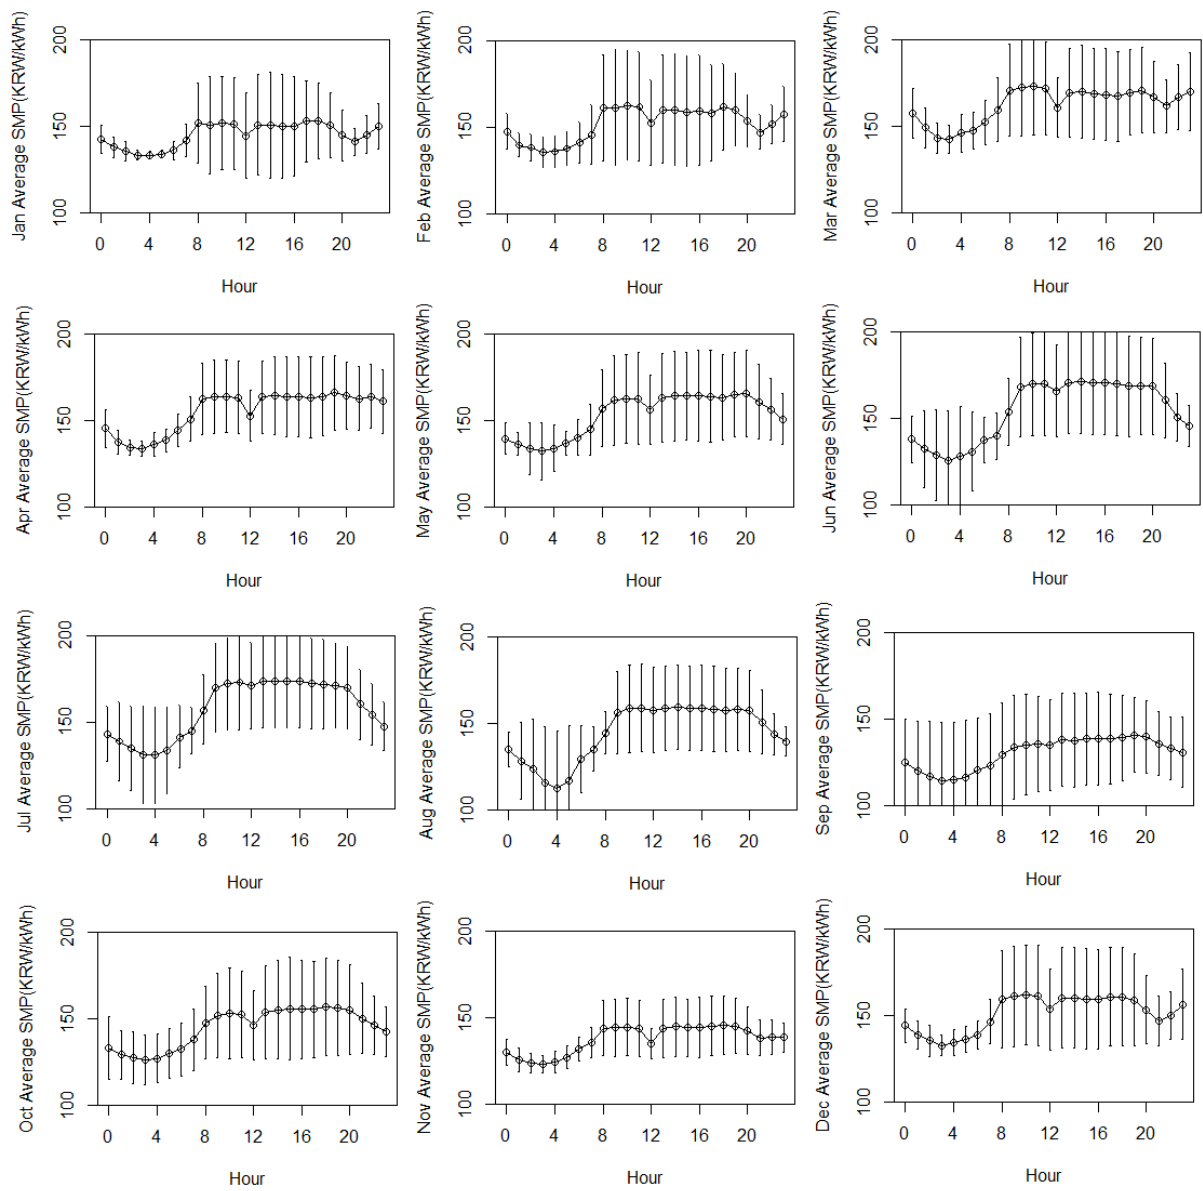 Jan Average SMP(KRW/kWh)
200
150
100
0 4 8 12 16 20
Hour
Feb Average SMP(KRW/kWh)
200
150
100
0 4 8 12 16 20
Hour
Mar Average SMP(KRW/kWh)
200
150
100
0 4 8 12 16 20
Hour
Apr Average SMP(KRW/kWh)
200
150
100
0 4 8 12 16 20
Hour
May Average SMP(KRW/kWh)
200
150
100
0 4 8 12 16 20
Hour
Jun Average SMP(KRW/kWh)
200
150
100
0 4 8 12 16 20
Hour
Jul Average SMP(KRW/kWh)
200
150
100
0 4 8 12 16 20
Hour
Aug Average SMP(KRW/kWh)
200
150
100
0 4 8 12 16 20
Hour
Sep Average SMP(KRW/kWh)
200
150
100
0 4 8 12 16 20
Hour
Oct Average SMP(KRW/kWh)
200
150
100
0 4 8 12 16 20
Hour
Nov Average SMP(KRW/kWh)
200
150
100
0 4 8 12 16 20
Hour
Dec Average SMP(KRW/kWh)
200
150
100
0 4 8 12 16 20
Hour